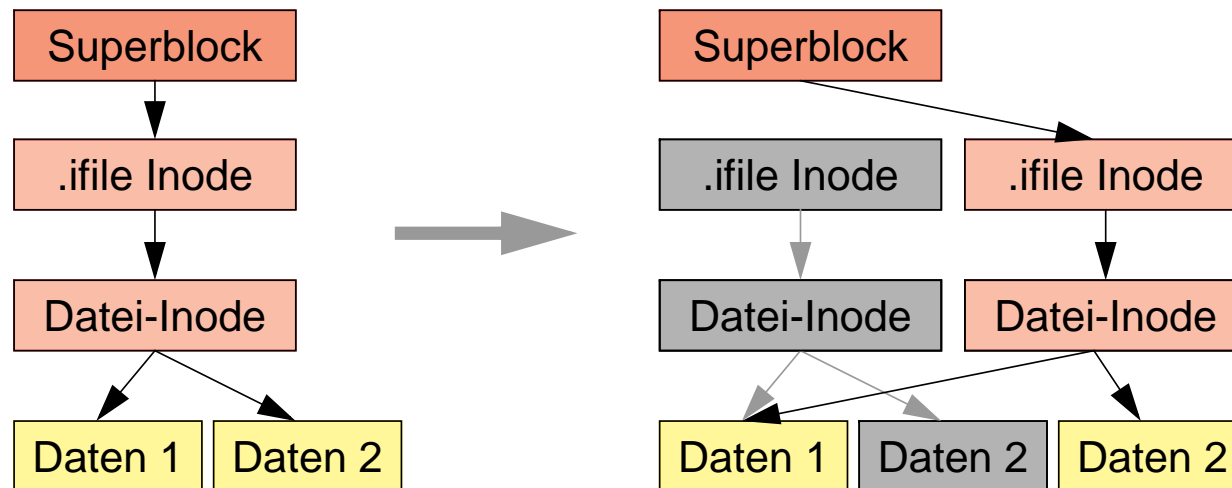 Superblock
.ifile Inode
Datei-Inode
Daten 1
Daten 2
Superblock
.ifile Inode
.ifile Inode
Datei-Inode
Datei-Inode
Daten 1
Daten 2
Daten 2